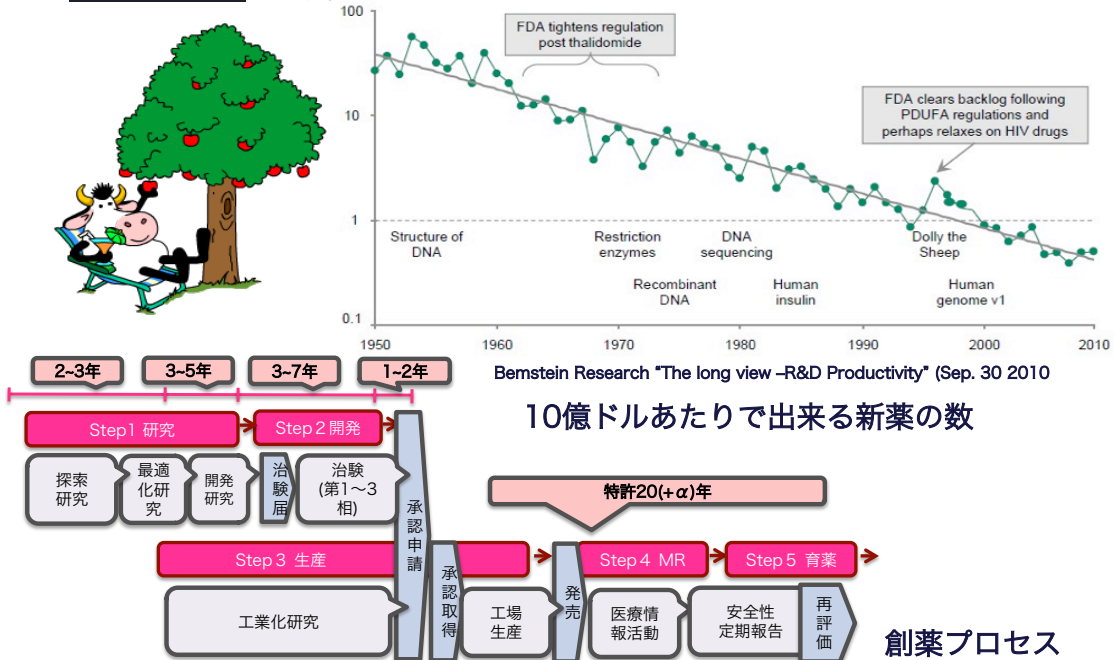 100
10
1
0.1
FDA tightens regulation
post thalidomide
FDA clears backlog following
PDUFA regulations and
perhaps relaxes on HIV drugs
Structure of
DNA
Restriction
enzymes
DNA
sequencing
Dolly the
Sheep
Recombinant
DNA
Human
insulin
Human
genome v1
1950
1960
1970
1980
1990
2000
2010
Bernstein Research “The long view –R&D Productivity” (Sep. 30 2010
10億ドルあたりで出来る新薬の数
2~3年
3~5年
3~7年
1~2年
Step1 研究
Step 2 開発
探索
研究
最適
化研
究
開発
研究
治験届
治験
(第1〜3
相)
承認申請
特許20(+α)年
Step 3 生産
Step 4 MR
Step 5 育薬
工業化研究
承認取得
工場
生産
発売
医療情
報活動
安全性
定期報告
再評価
創薬プロセス